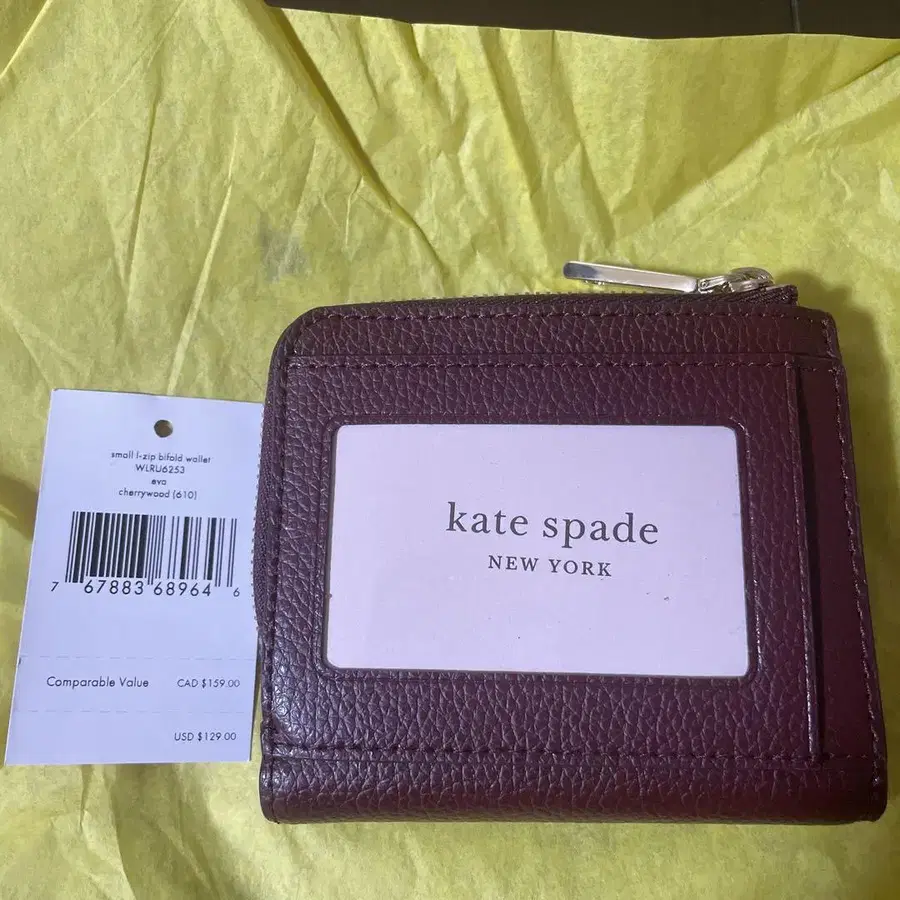 small l-zip bifold wallet
WLRU6253
eva
cherrywood (610)
7 67883 68964 6
Comparable Value CAD $159.00
USD $129.00
kate spade
NEW YORK